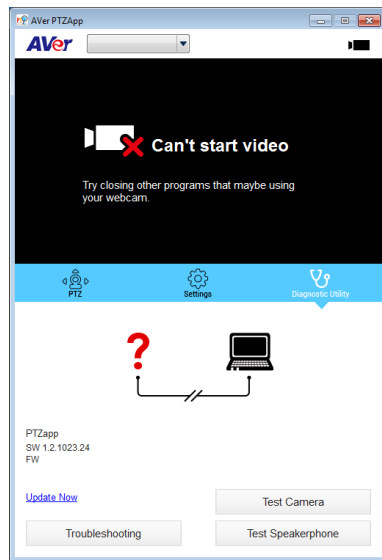 AVer PTZApp
AVer
Can't start video
Try closing other programs that maybe using
your webcam.
PTZ
Settings
Diagnostic Utility
?
PTZapp
SW 1.2.1023.24
FW
Update Now
Test Camera
Troubleshooting
Test Speakerphone